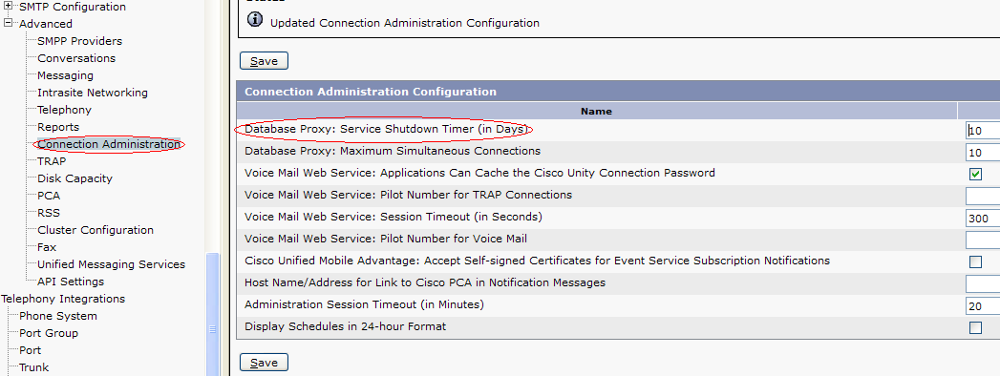 SMTP Configuration
Advanced
SMPP Providers
Conversations
Messaging
Intrasite Networking
Telephony
Reports
Connection Administration
TRAP
Disk Capacity
PCA
RSS
Cluster Configuration
Fax
Unified Messaging Services
API Settings
Telephony Integrations
Phone System
Port Group
Port
Trunk
Updated Connection Administration Configuration
Save
Connection Administration Configuration
Name
Database Proxy: Service Shutdown Timer (in Days) 10
Database Proxy: Maximum Simultaneous Connections 10
Voice Mail Web Service: Applications Can Cache the Cisco Unity Connection Password
Voice Mail Web Service: Pilot Number for TRAP Connections
Voice Mail Web Service: Session Timeout (in Seconds) 300
Voice Mail Web Service: Pilot Number for Voice Mail
Cisco Unified Mobile Advantage: Accept Self-signed Certificates for Event Service Subscription Notifications
Host Name/Address for Link to Cisco PCA in Notification Messages
Administration Session Timeout (in Minutes) 20
Display Schedules in 24-hour Format
Save